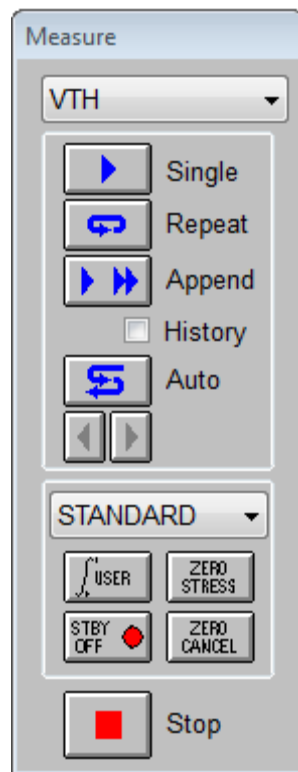 Measure
VTH
Single
Repeat
Append
History
Auto
STANDARD
USER
ZERO
STRESS
STBY
OFF
ZERO
CANCEL
Stop